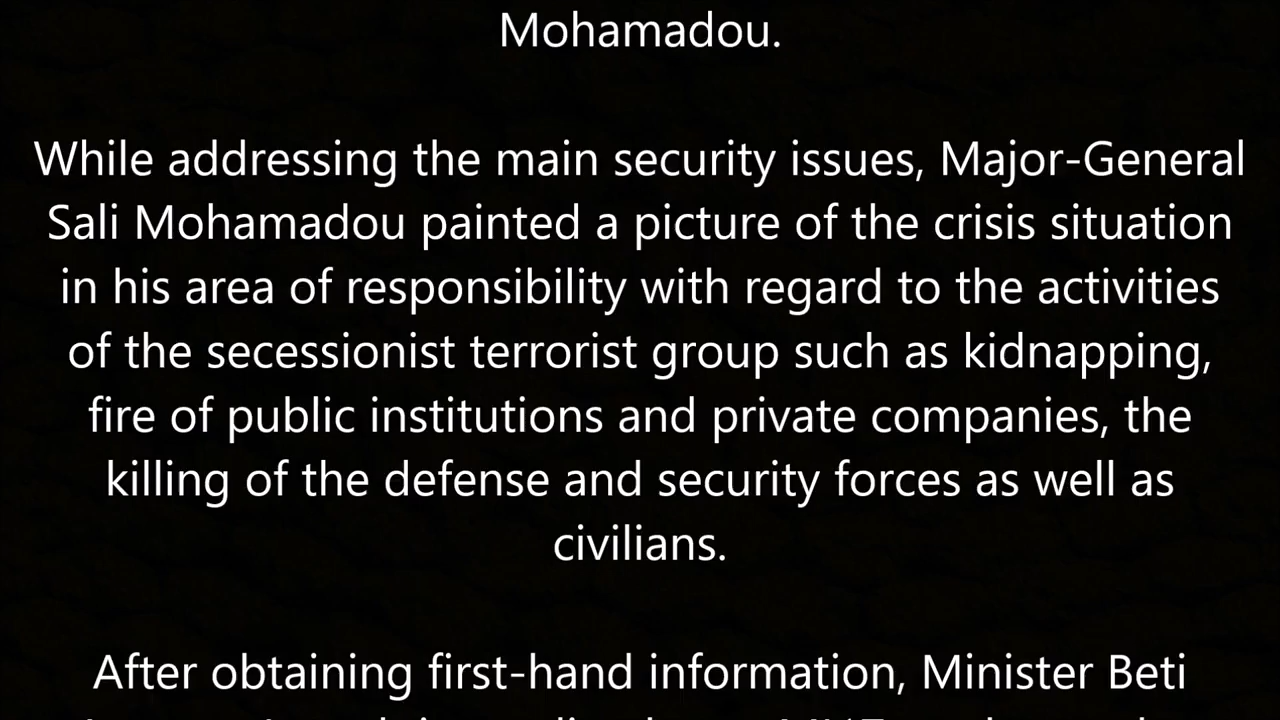 Mohamadou.
While addressing the main security issues, Major-General
Sali Mohamadou painted a picture of the crisis situation
in his area of responsibility with regard to the activities
of the secessionist terrorist group such as kidnapping,
fire of public institutions and private companies, the
killing of the defense and security forces as well as
civilians.
After obtaining first-hand information, Minister Beti